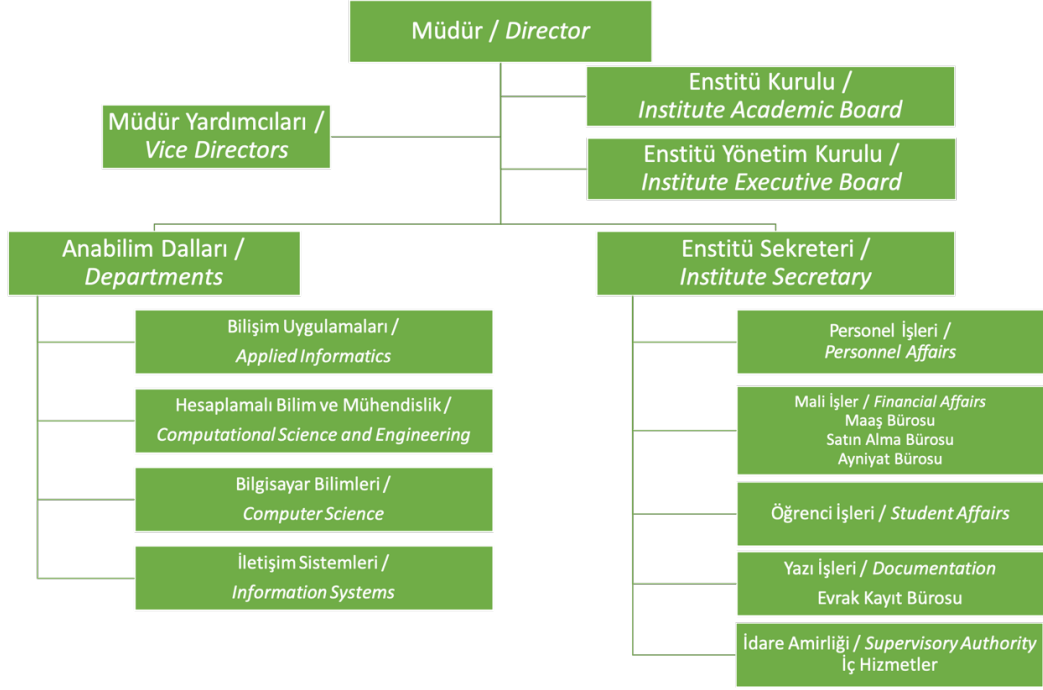 Müdür / Director
Enstitü Kurulu /
Institute Academic Board
Müdür Yardımcıları /
Vice Directors
Enstitü Yönetim Kurulu /
Institute Executive Board
Anabilim Dalları /
Departments
Bilişim Uygulamaları /
Applied Informatics
Hesaplamalı Bilim ve Mühendislik /
Computational Science and Engineering
Bilgisayar Bilimleri /
Computer Science
İletişim Sistemleri /
Information Systems
Enstitü Sekreteri /
Institute Secretary
Personel İşleri /
Personnel Affairs
Mali İşler / Financial Affairs
Maaş Bürosu
Satın Alma Bürosu
Ayniyat Bürosu
Öğrenci İşleri / Student Affairs
Yazı İşleri / Documentation
Evrak Kayıt Bürosu
İdare Amirliği / Supervisory Authority
İç Hizmetler